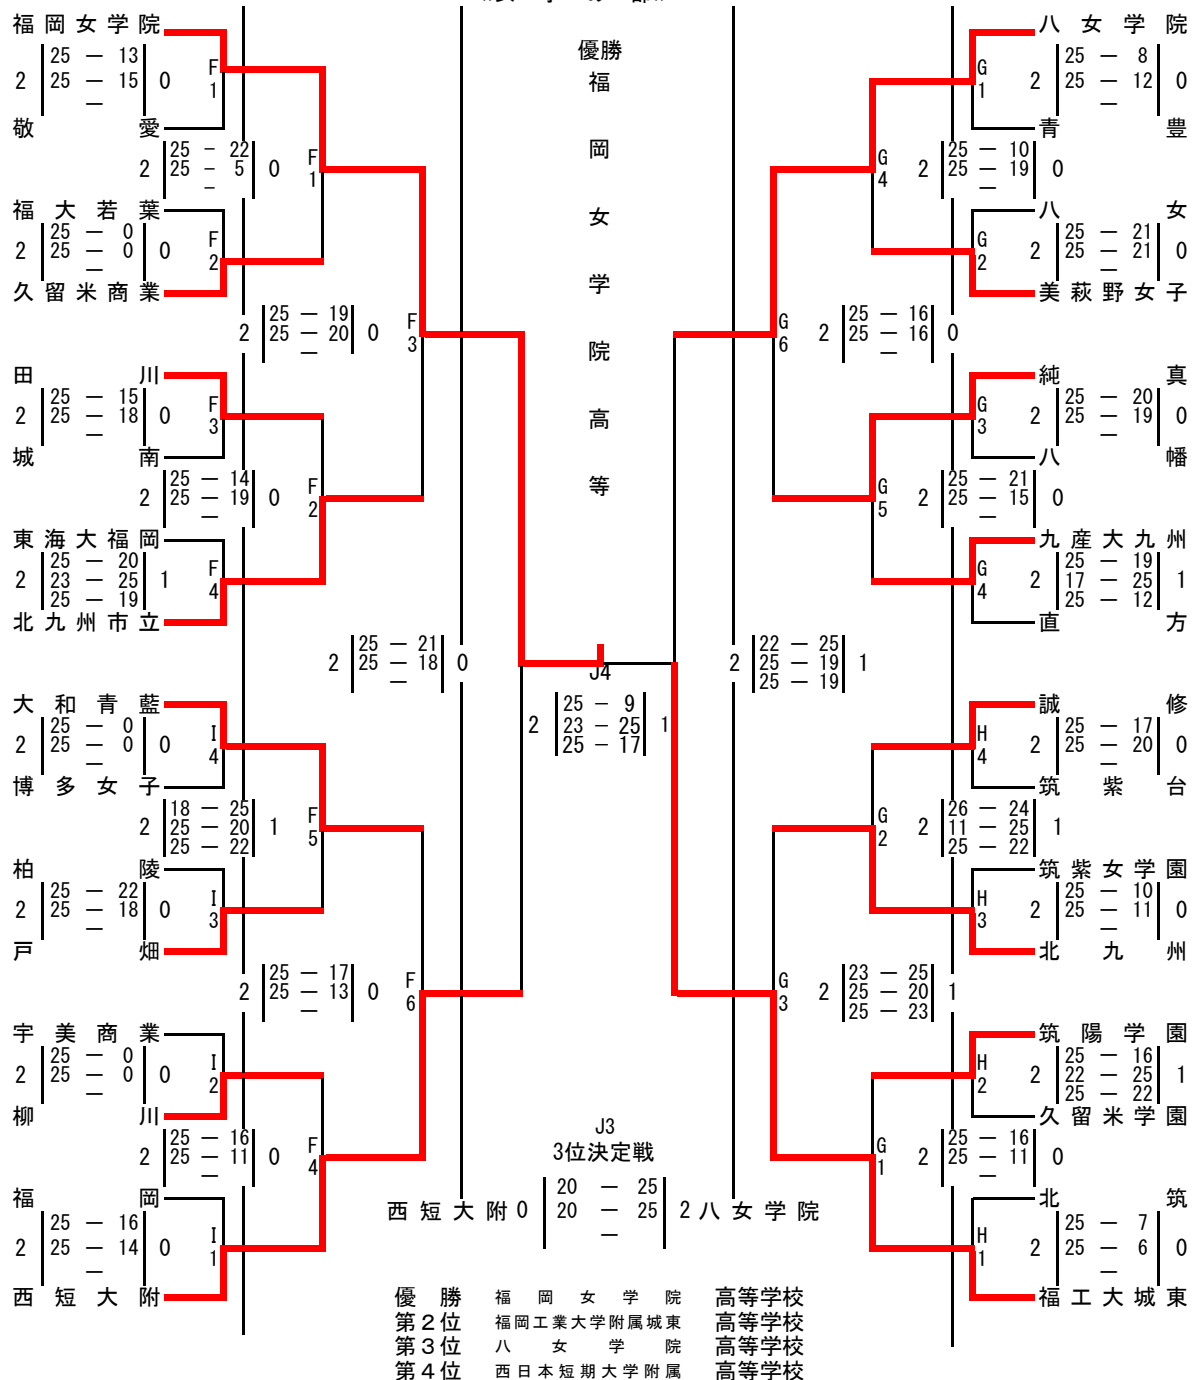 優勝
福岡女学院高等
福岡女学院
2 25 － 13 0
25 － 15
－
F1
敬愛
2 25 － 22 0
25 － 5
－
F1
福大若葉
2 25 － 0 0
25 － 0
－
F2
久留米商業
2 25 － 19 0
25 － 20
－
F3
田川
2 25 － 15 0
25 － 18
－
F3
城南
2 25 － 14 0
25 － 19
－
F2
東海大福岡
2 25 － 20 1
23 － 25
25 － 19
F4
北九州市立
2 25 － 21 0
25 － 18
－
大和青藍
2 25 － 0 0
25 － 0
－
I4
博多女子
2 18 － 25 1
25 － 20
25 － 22
F5
柏陵
2 25 － 22 0
25 － 18
－
I3
戸畑
2 25 － 17 0
25 － 13
－
F6
宇美商業
2 25 － 0 0
25 － 0
－
I2
柳川
2 25 － 16 0
25 － 11
－
F4
福岡
2 25 － 16 0
25 － 14
－
I1
西短大附
J4
2 25 － 9 1
23 － 25
25 － 17
八女学院
G1
2 25 － 8 0
25 － 12
－
青豊
G4
2 25 － 10 0
25 － 19
－
八女
G2
2 25 － 21 0
25 － 21
－
美萩野女子
G6
2 25 － 16 0
25 － 16
－
純真
G3
2 25 － 20 0
25 － 19
－
八幡
G5
2 25 － 21 0
25 － 15
－
九産大九州
G4
2 25 － 19 1
17 － 25
25 － 12
直方
2 22 － 25 1
25 － 19
25 － 19
誠修
H4
2 25 － 17 0
25 － 20
－
筑紫台
G2
2 26 － 24 1
11 － 25
25 － 22
筑紫女学園
H3
2 25 － 10 0
25 － 11
－
北九州
G3
2 23 － 25 1
25 － 20
25 － 23
筑陽学園
H2
2 25 － 16 1
22 － 25
25 － 22
久留米学園
G1
2 25 － 16 0
25 － 11
－
北筑
H1
2 25 － 7 0
25 － 6
－
福工大城東
J3
3位決定戦
西短大附 0 20 － 25 2 八女学院
20 － 25
－
優勝 福岡女学院 高等学校
第2位 福岡工業大学附属城東 高等学校
第3位 八女学院 高等学校
第4位 西日本短期大学附属 高等学校